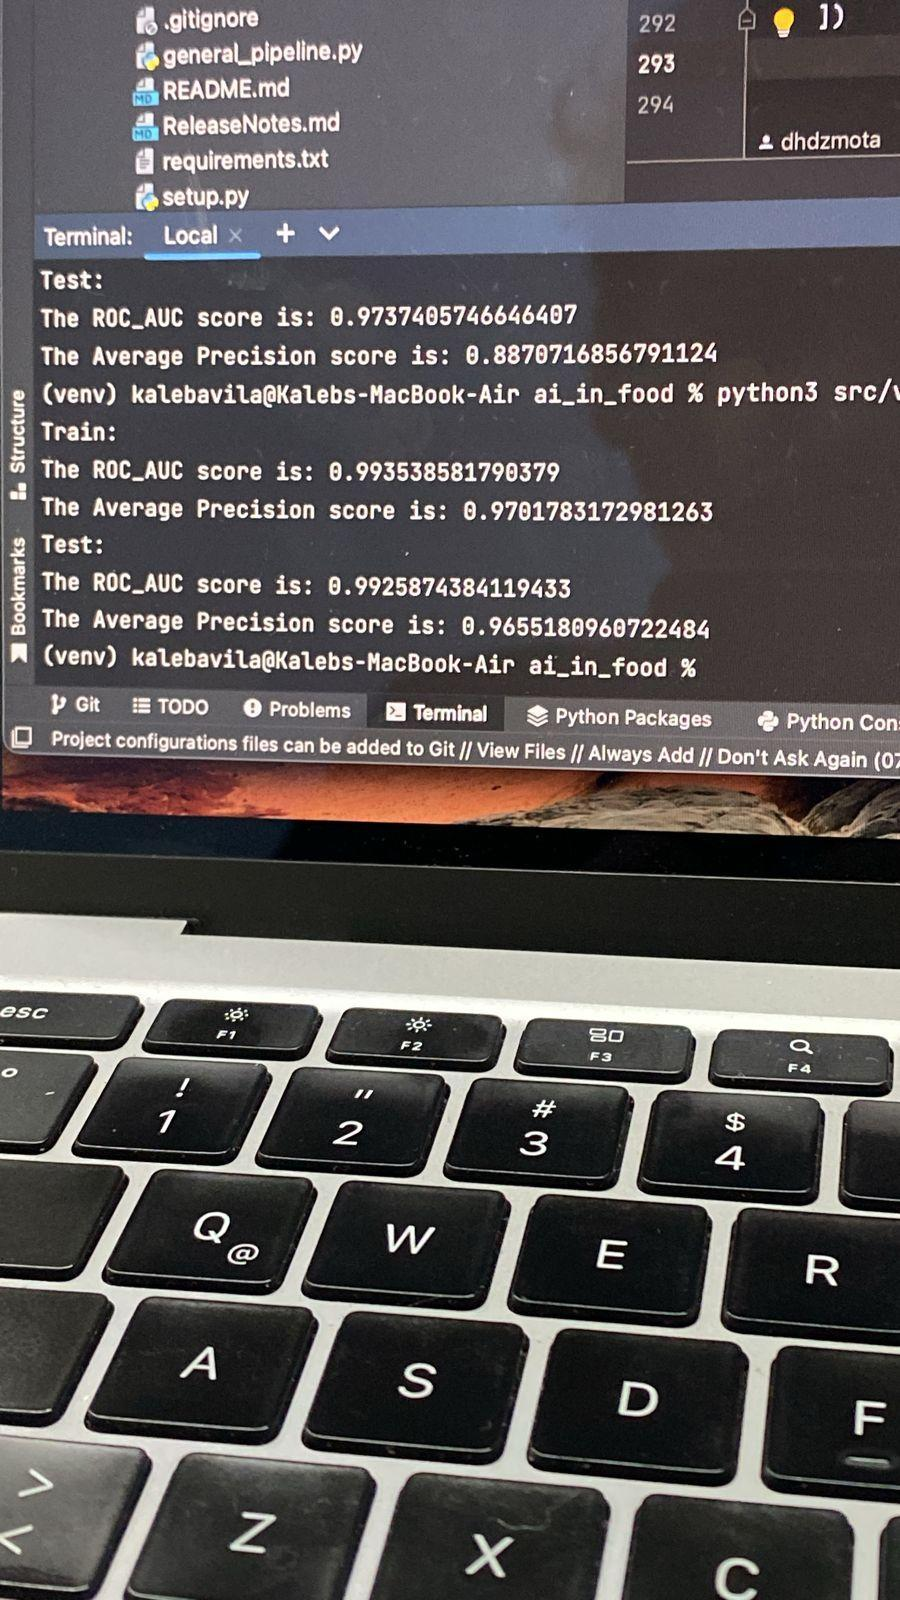 .gitignore
general_pipeline.py
README.md
ReleaseNotes.md
requirements.txt
setup.py
292
])
293
294
dhdzmota
Terminal: Local × +
Test:
The ROC_AUC score is: 0.9737405746646407
The Average Precision score is: 0.8870716856791124
(venv) kalebavila@Kalebs-MacBook-Air ai_in_food % python3 src/
Train:
The ROC_AUC score is: 0.993538581790379
The Average Precision score is: 0.9701783172981263
Test:
The ROC_AUC score is: 0.9925874384119433
The Average Precision score is: 0.9655180960722484
(venv) kalebavila@Kalebs-MacBook-Air ai_in_food %
Structure
Bookmarks
Git TODO Problems Terminal Python Packages Python
Project configurations files can be added to Git // View Files // Always Add // Don't Ask Again (07
MD
MD
esc F1 F2 F3 F4
! " # $
1 2 3 4
Q @ W E R
A S D F
> <
Z X C